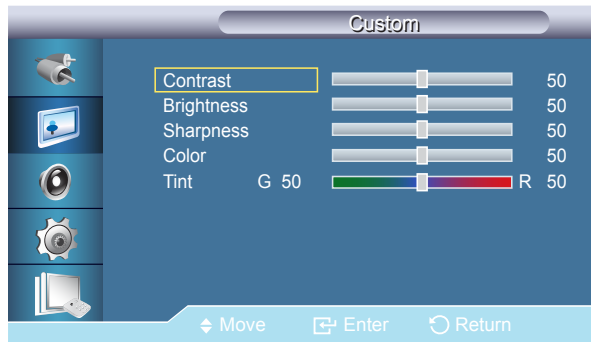 Custom
Contrast 50
Brightness 50
Sharpness 50
Color 50
Tint G 50 R 50
Move Enter Return